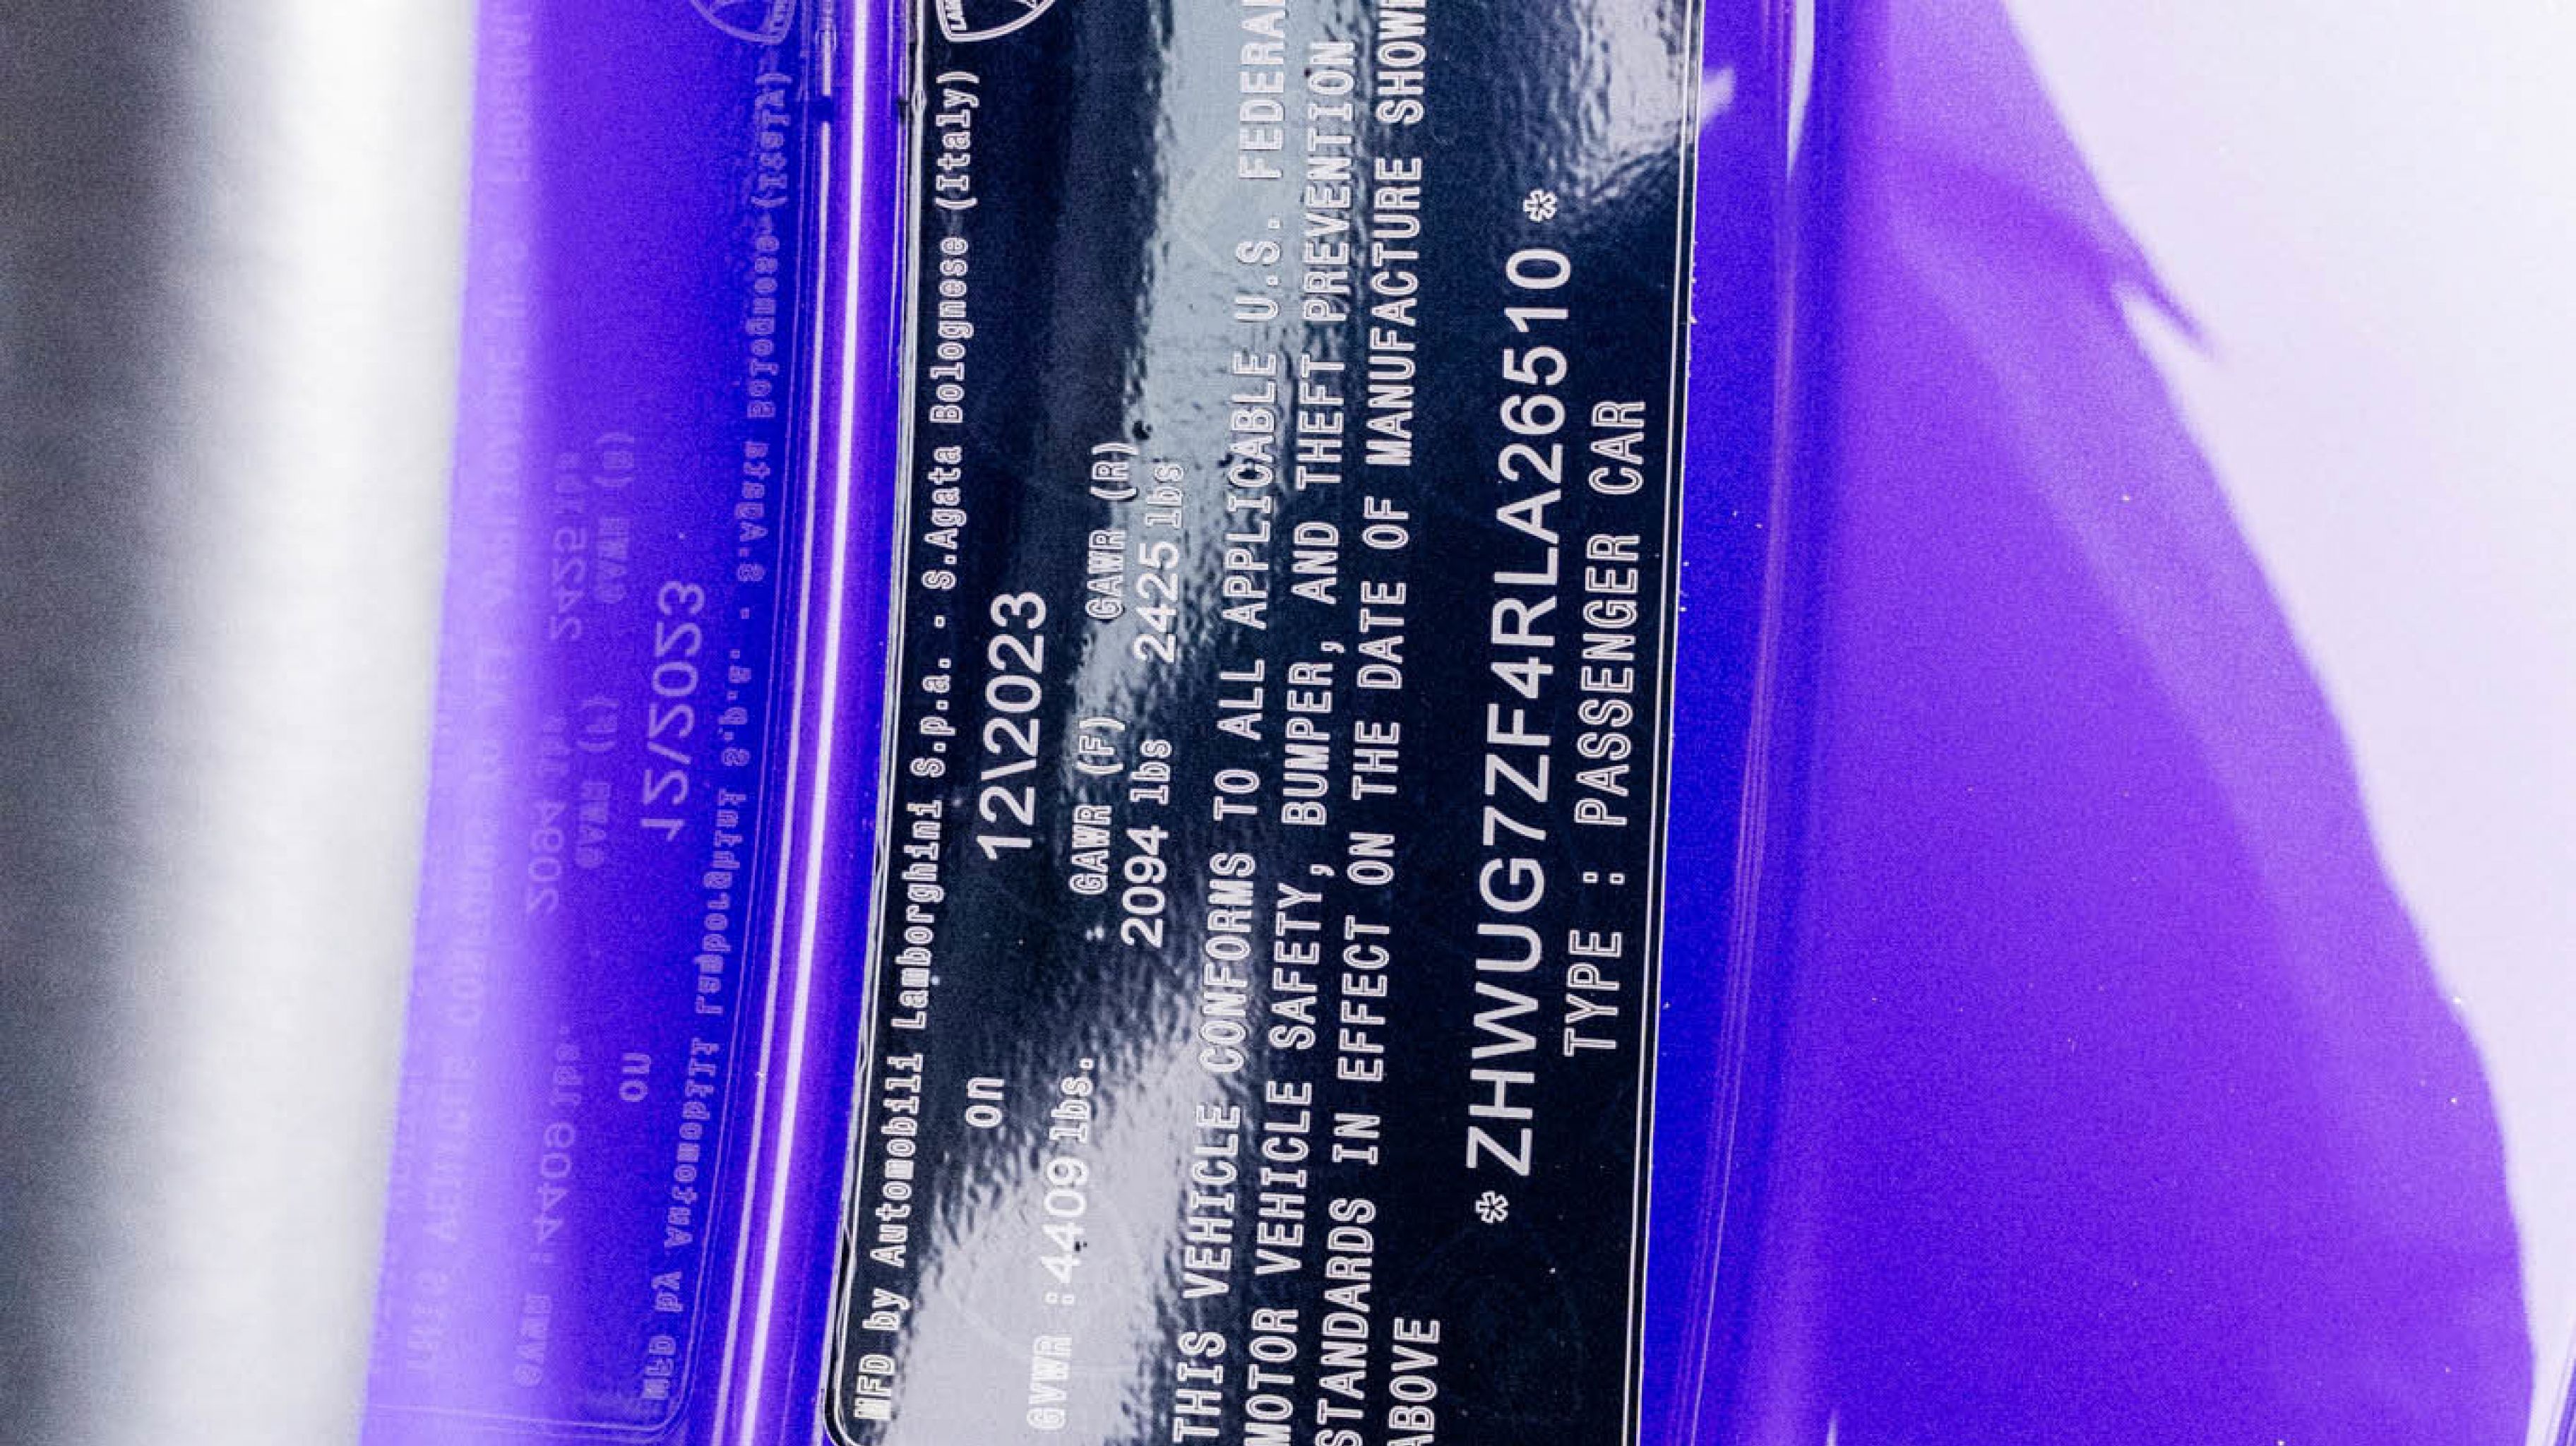 MFD by Automobili Lamborghini S.p.a. - S.Agata Bolognese (Italy)
on 12\2023
GVWR :4409 lbs. GAWR (F) GAWR (R)
2094 lbs 2425 lbs
THIS VEHICLE CONFORMS TO ALL APPLICABLE U.S. FEDERAL
MOTOR VEHICLE SAFETY, BUMPER, AND THEFT PREVENTION
STANDARDS IN EFFECT ON THE DATE OF MANUFACTURE SHOWN
ABOVE
* ZHWUG7ZF4RLA26510 *
TYPE : PASSENGER CAR